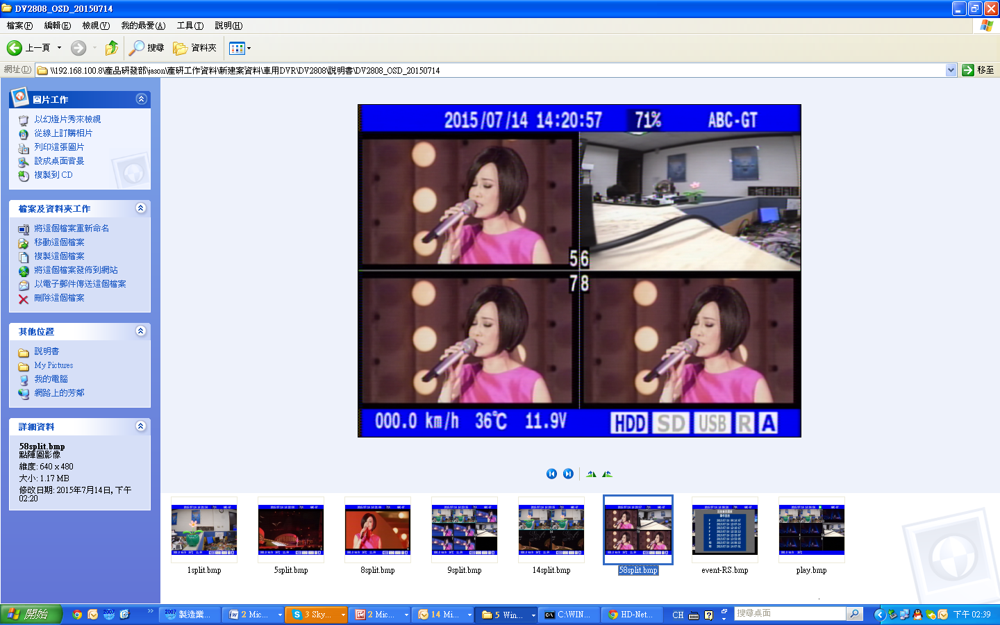 DV2808_OSD_20150714
檔案(F) 編輯(E) 檢視(V) 我的最愛(A) 工具(T) 說明(H)
上一頁 搜尋 資料夾
網址(D) \\192.168.100.8\產品研發部\jason\產研工作資料\新建案資料\車用DVR\DV2808\說明書\DV2808_OSD_20150714 移至
圖片工作
以幻燈片秀來檢視
從線上訂購相片
列印這張圖片
設成桌面背景
複製到 CD
檔案及資料夾工作
將這個檔案重新命名
移動這個檔案
複製這個檔案
將這個檔案發佈到網站
以電子郵件傳送這個檔案
刪除這個檔案
其他位置
說明書
My Pictures
我的電腦
網路上的芳鄰
詳細資料
58split.bmp
點陣圖影像
維度: 640 x 480
大小: 1.17 MB
修改日期: 2015年7月14日, 下午
02:20
2015/07/14 14:20:57 71% ABC-GT
56
78
000.0 km/h 36℃ 11.9V HDD SD USB R A
1split.bmp 5split.bmp 8split.bmp 9split.bmp 14split.bmp 58split.bmp event-RS.bmp play.bmp
開始 2007 » 2007 製造業... 2 Mic... 3 Sky... 2 Mic... 14 Mi... 5 Win... C:\WIN... HD-Net... CH 搜尋桌面 下午 02:39